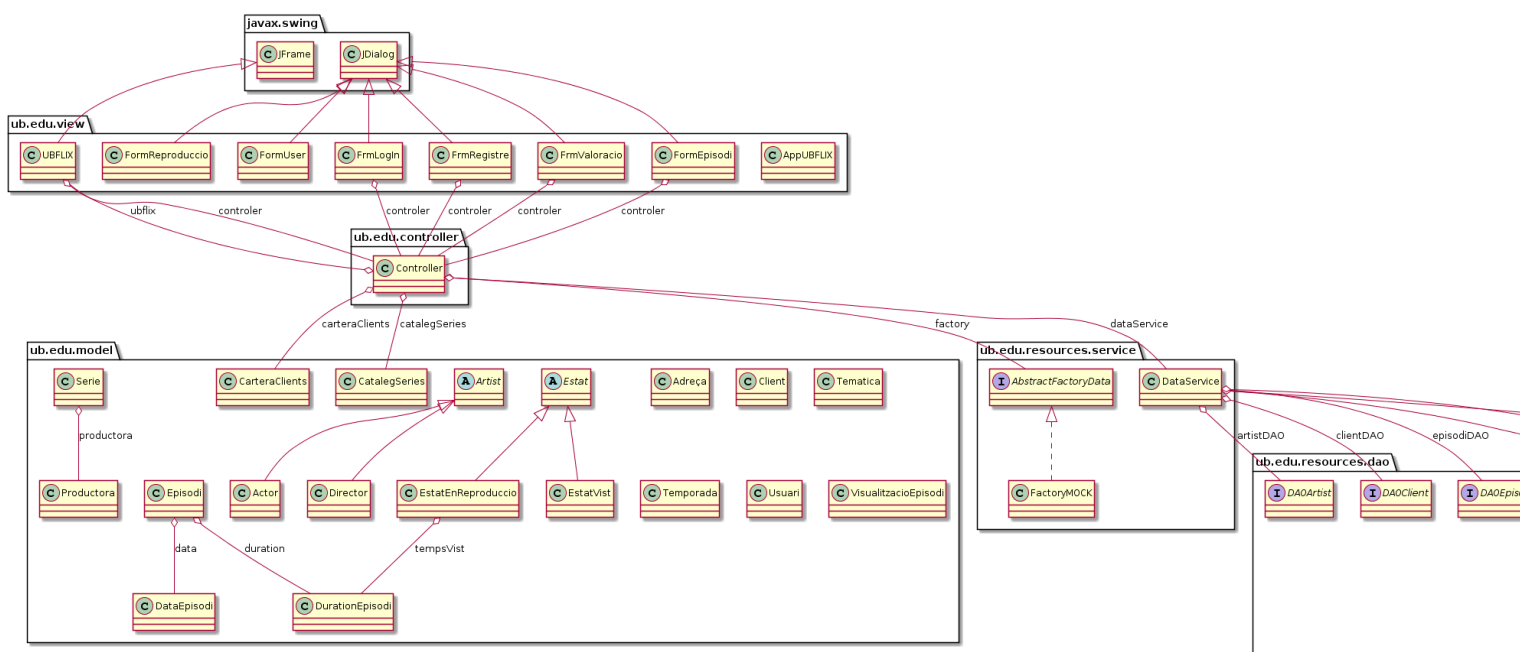 javax.swing
C JFrame
C JDialog
ub.edu.view
C UBFLIX
C FormReproduccio
C FormUser
C FrmLogIn
C FrmRegistre
C FrmValoracio
C FormEpisodi
C AppUBFLIX
ubflix
controler
controler
controler
controler
controler
ub.edu.controller
C Controller
carteraClients
catalegSeries
factory
dataService
ub.edu.model
C Serie
C CarteraClients
C CatalegSeries
A Artist
A Estat
C Adreça
C Client
C Tematica
productora
C Productora
C Episodi
C Actor
C Director
C EstatEnReproduccio
C EstatVist
C Temporada
C Usuari
C VisualitzacioEpisodi
data
duration
tempsVist
C DataEpisodi
C DurationEpisodi
ub.edu.resources.service
I AbstractFactoryData
C DataService
C FactoryMOCK
artistDAO
clientDAO
episodiDAO
ub.edu.resources.dao
I DAOArtist
I DAOClient
I